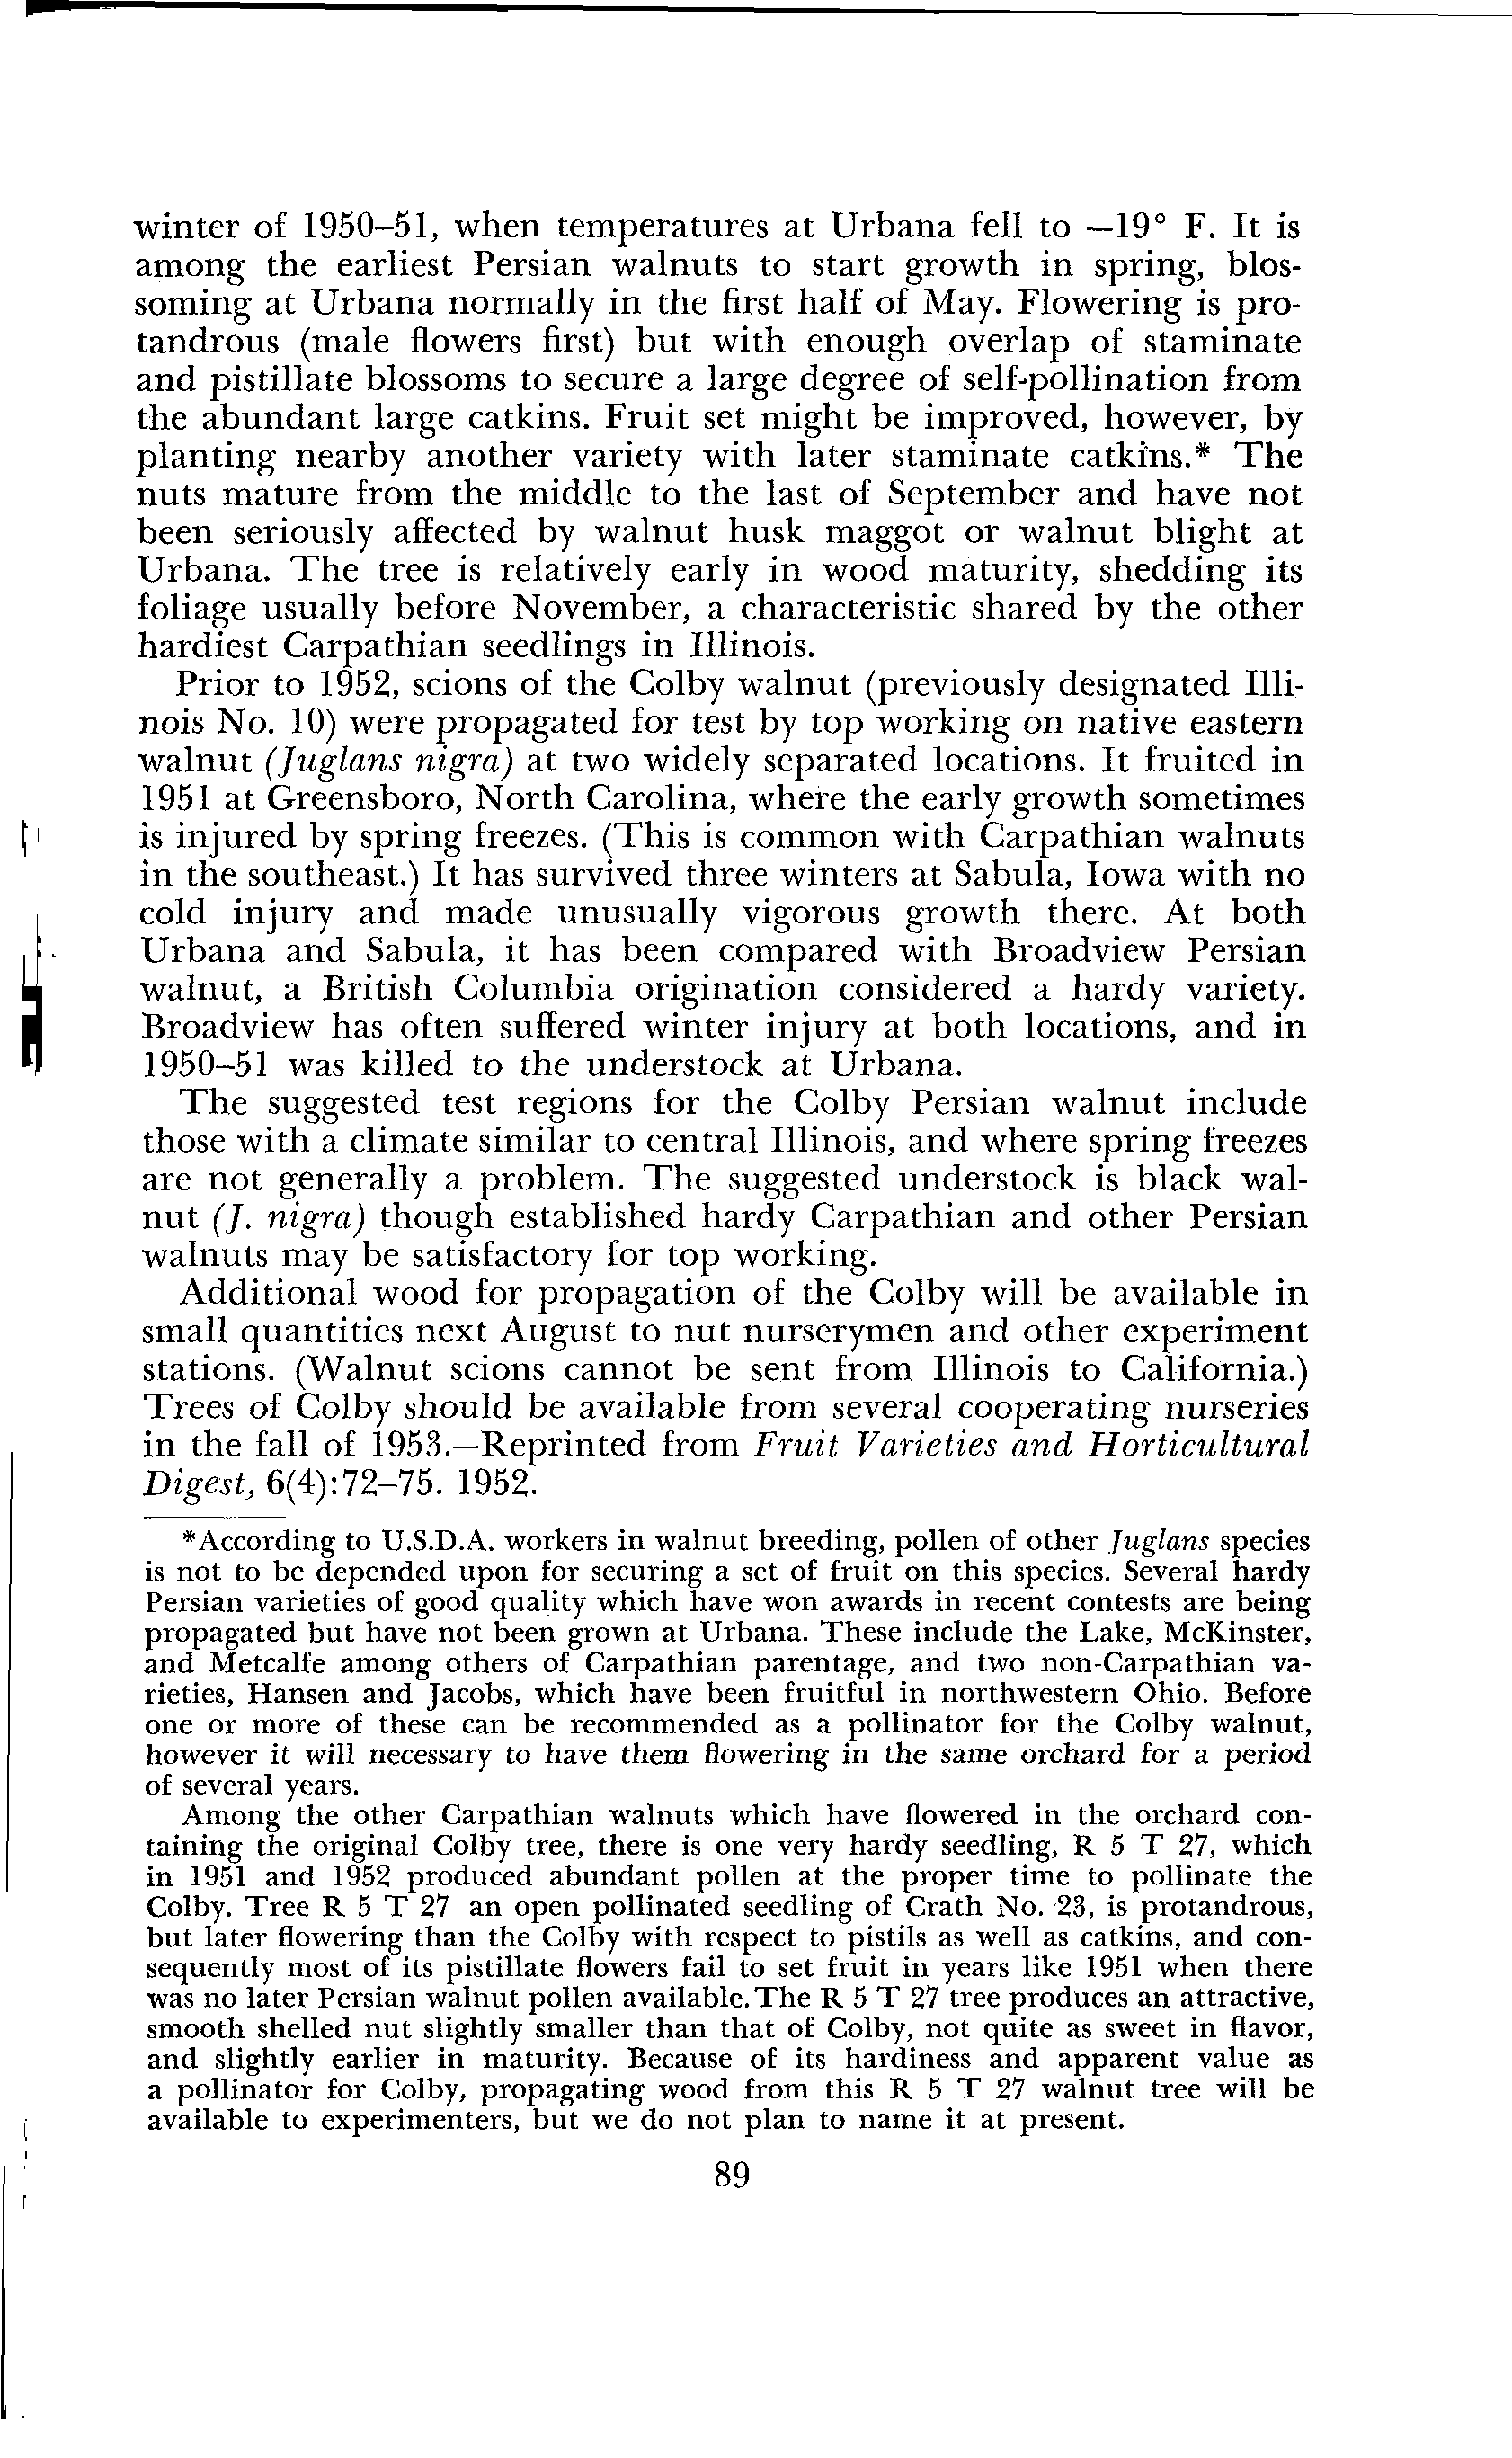 winter of 1950–51, when temperatures at Urbana fell to –19° F. It is
among the earliest Persian walnuts to start growth in spring, blos-
soming at Urbana normally in the first half of May. Flowering is pro-
tandrous (male flowers first) but with enough overlap of staminate
and pistillate blossoms to secure a large degree of self-pollination from
the abundant large catkins. Fruit set might be improved, however, by
planting nearby another variety with later staminate catkins.* The
nuts mature from the middle to the last of September and have not
been seriously affected by walnut husk maggot or walnut blight at
Urbana. The tree is relatively early in wood maturity, shedding its
foliage usually before November, a characteristic shared by the other
hardiest Carpathian seedlings in Illinois.
Prior to 1952, scions of the Colby walnut (previously designated Illi-
nois No. 10) were propagated for test by top working on native eastern
walnut (Juglans nigra) at two widely separated locations. It fruited in
1951 at Greensboro, North Carolina, where the early growth sometimes
is injured by spring freezes. (This is common with Carpathian walnuts
in the southeast.) It has survived three winters at Sabula, Iowa with no
cold injury and made unusually vigorous growth there. At both
Urbana and Sabula, it has been compared with Broadview Persian
walnut, a British Columbia origination considered a hardy variety.
Broadview has often suffered winter injury at both locations, and in
1950–51 was killed to the understock at Urbana.
The suggested test regions for the Colby Persian walnut include
those with a climate similar to central Illinois, and where spring freezes
are not generally a problem. The suggested understock is black wal-
nut (J. nigra) though established hardy Carpathian and other Persian
walnuts may be satisfactory for top working.
Additional wood for propagation of the Colby will be available in
small quantities next August to nut nurserymen and other experiment
stations. (Walnut scions cannot be sent from Illinois to California.)
Trees of Colby should be available from several cooperating nurseries
in the fall of 1953.—Reprinted from Fruit Varieties and Horticultural
Digest, 6(4):72–75. 1952.
*According to U.S.D.A. workers in walnut breeding, pollen of other Juglans species
is not to be depended upon for securing a set of fruit on this species. Several hardy
Persian varieties of good quality which have won awards in recent contests are being
propagated but have not been grown at Urbana. These include the Lake, McKinster,
and Metcalfe among others of Carpathian parentage, and two non-Carpathian va-
rieties, Hansen and Jacobs, which have been fruitful in northwestern Ohio. Before
one or more of these can be recommended as a pollinator for the Colby walnut,
however it will necessary to have them flowering in the same orchard for a period
of several years.
Among the other Carpathian walnuts which have flowered in the orchard con-
taining the original Colby tree, there is one very hardy seedling, R 5 T 27, which
in 1951 and 1952 produced abundant pollen at the proper time to pollinate the
Colby. Tree R 5 T 27 an open pollinated seedling of Crath No. 23, is protandrous,
but later flowering than the Colby with respect to pistils as well as catkins, and con-
sequently most of its pistillate flowers fail to set fruit in years like 1951 when there
was no later Persian walnut pollen available.The R 5 T 27 tree produces an attractive,
smooth shelled nut slightly smaller than that of Colby, not quite as sweet in flavor,
and slightly earlier in maturity. Because of its hardiness and apparent value as
a pollinator for Colby, propagating wood from this R 5 T 27 walnut tree will be
available to experimenters, but we do not plan to name it at present.
89